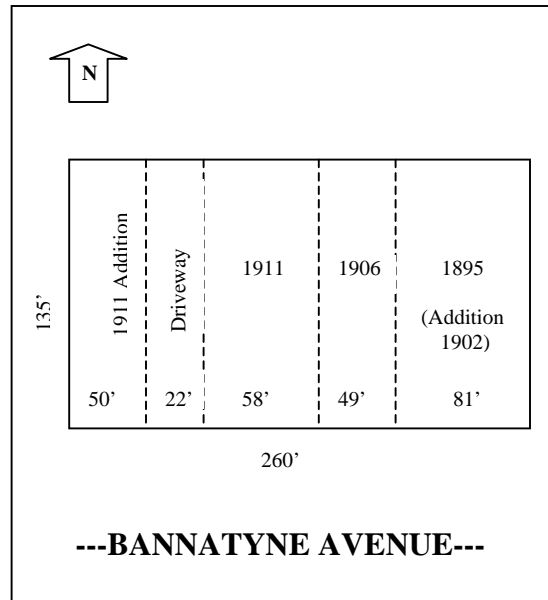 N
135’
1911 Addition
Driveway
1911
1906
1895
(Addition
1902)
50’
22’
58’
49’
81’
260’
---BANNATYNE AVENUE---